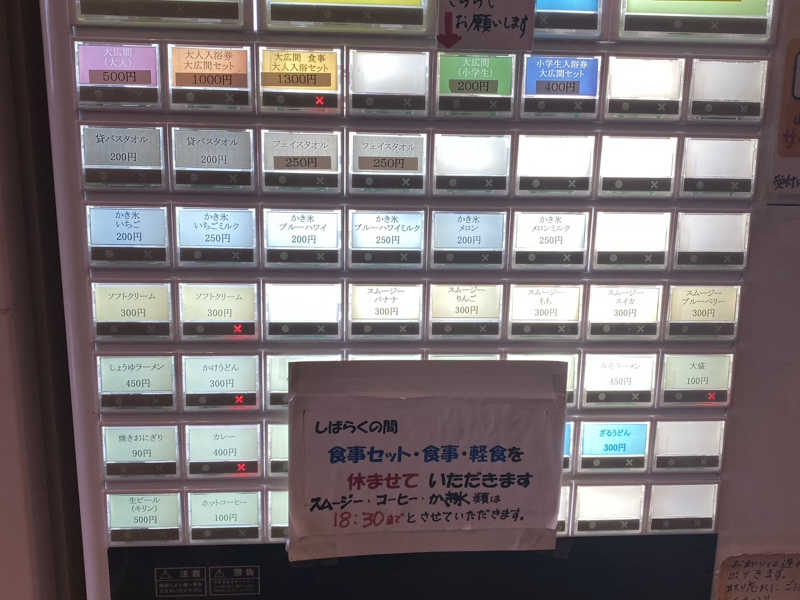 お願いします
大広間
(大人)
500円
大人入浴券
大広間セット
1000円
大広間 食事
大人入浴セット
1300円
大広間
(小学生)
200円
小学生入浴券
大広間セット
400円
貸バスタオル
200円
貸バスタオル
200円
フェイスタオル
250円
フェイスタオル
250円
かき氷
いちご
200円
かき氷
いちごミルク
250円
かき氷
ブルーハワイ
200円
かき氷
ブルーハワイミルク
250円
かき氷
メロン
200円
かき氷
メロンミルク
250円
ソフトクリーム
300円
ソフトクリーム
300円
スムージー
バナナ
300円
スムージー
りんご
300円
スムージー
もも
300円
スムージー
スイカ
300円
スムージー
ブルーベリー
300円
しょうゆラーメン
450円
かけうどん
300円
みそラーメン
450円
大盛
100円
焼きおにぎり
90円
カレー
400円
ざるうどん
300円
生ビール
(キリン)
500円
ホットコーヒー
100円
しばらくの間
食事セット・食事・軽食を
休ませて いただきます
スムージー・コーヒー・かき氷 類は
18:30までとさせていただきます。
注意